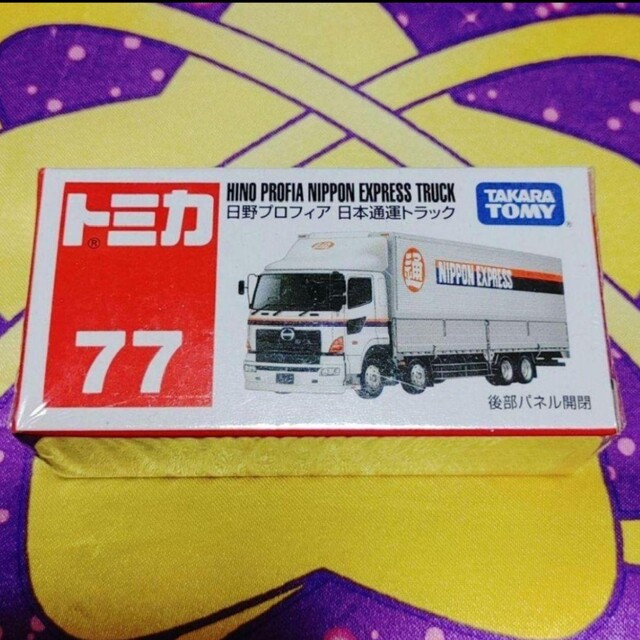 トミカ
®
77
HINO PROFIA NIPPON EXPRESS TRUCK
日野プロフィア 日本通運トラック
TAKARA
TOMY®
通
NIPPON EXPRESS
後部パネル開閉